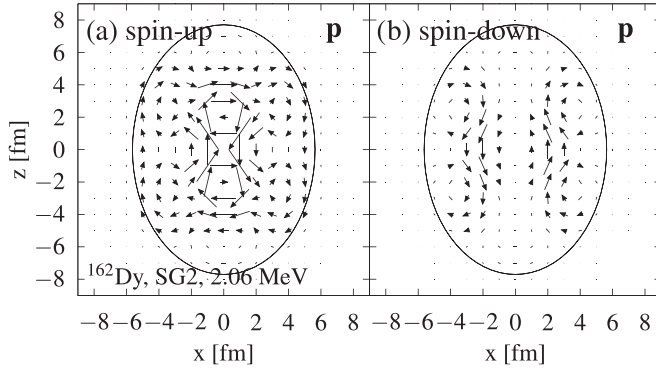 (a) spin-up p (b) spin-down p
8
6
4
2
0
−2
−4
−6
−8
z [fm]
¹⁶²Dy, SG2, 2.06 MeV
−8 −6 −4 −2 0 2 4 6 8 −8 −6 −4 −2 0 2 4 6 8
x [fm] x [fm]